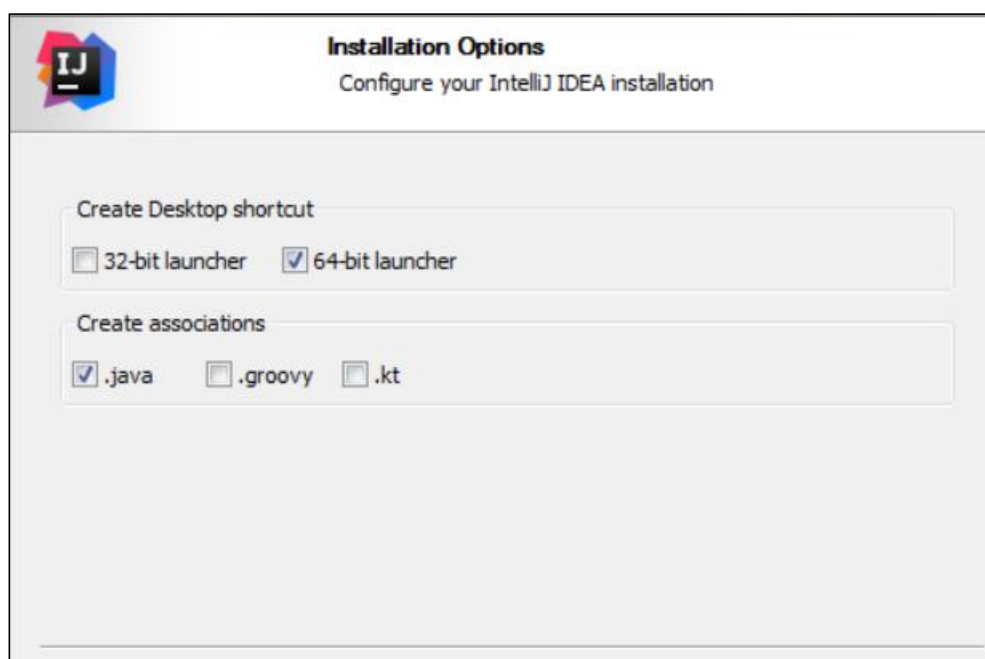 IJ
Installation Options
Configure your IntelliJ IDEA installation
Create Desktop shortcut
32-bit launcher 64-bit launcher
Create associations
.java .groovy .kt